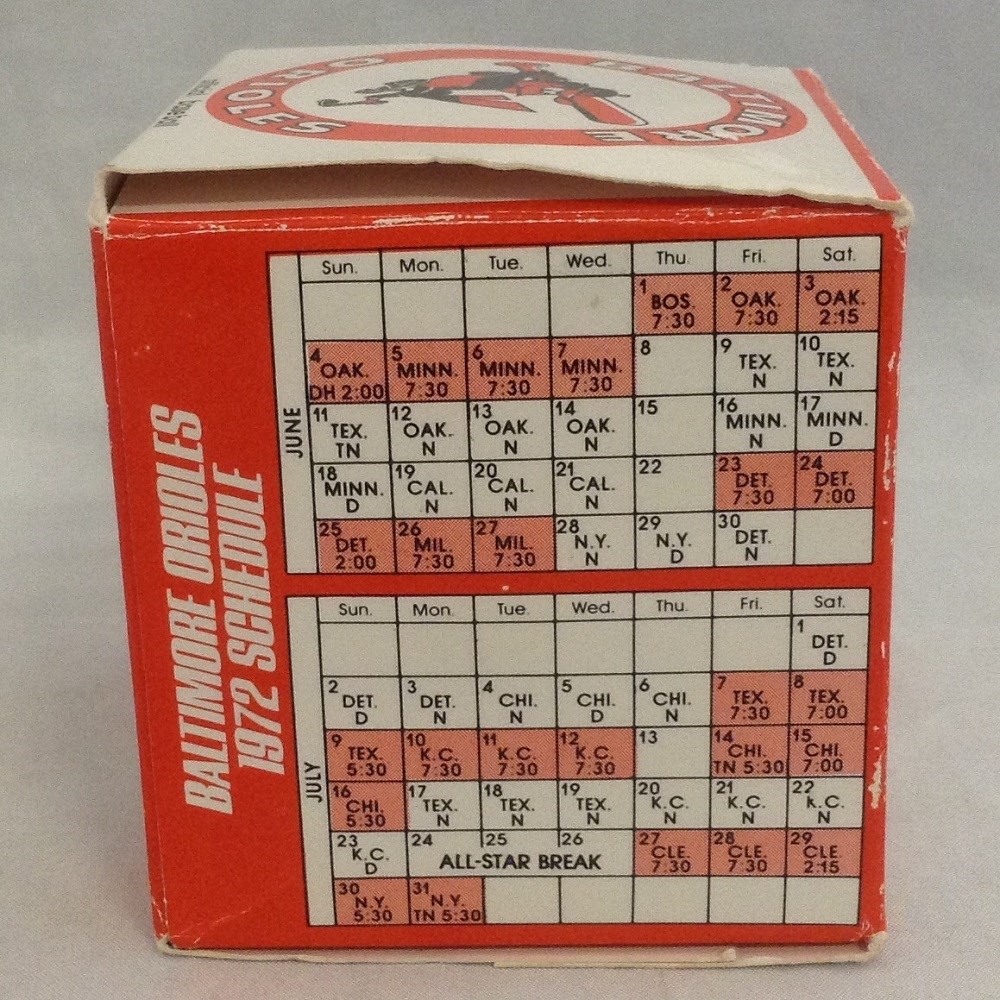 BALTIMORE
ORIOLES
official baseball
BALTIMORE ORIOLES
1972 SCHEDULE
JUNE
Sun. Mon. Tue. Wed. Thu. Fri. Sat.
1 2 3
BOS. OAK. OAK.
7:30 7:30 2:15
4 5 6 7 8 9 10
OAK. MINN. MINN. MINN. TEX. TEX.
DH 2:00 7:30 7:30 7:30 N N
11 12 13 14 15 16 17
TEX. OAK. OAK. OAK. MINN. MINN.
TN N N N N D
18 19 20 21 22 23 24
MINN. CAL. CAL. CAL. DET. DET.
D N N N 7:30 7:00
25 26 27 28 29 30
DET. MIL. MIL. N.Y. N.Y. DET.
2:00 7:30 7:30 N D N
JULY
Sun. Mon. Tue. Wed. Thu. Fri. Sat.
1
DET.
D
2 3 4 5 6 7 8
DET. DET. CHI. CHI. CHI. TEX. TEX.
D N N D N 7:30 7:00
9 10 11 12 13 14 15
TEX. K.C. K.C. K.C. CHI. CHI.
5:30 7:30 7:30 7:30 TN 5:30 7:00
16 17 18 19 20 21 22
CHI. TEX. TEX. TEX. K.C. K.C. K.C.
5:30 N N N N N N
23 24 25 26 27 28 29
K.C. ALL-STAR BREAK CLE. CLE. CLE.
D 7:30 7:30 2:15
30 31
N.Y. N.Y.
5:30 TN 5:30